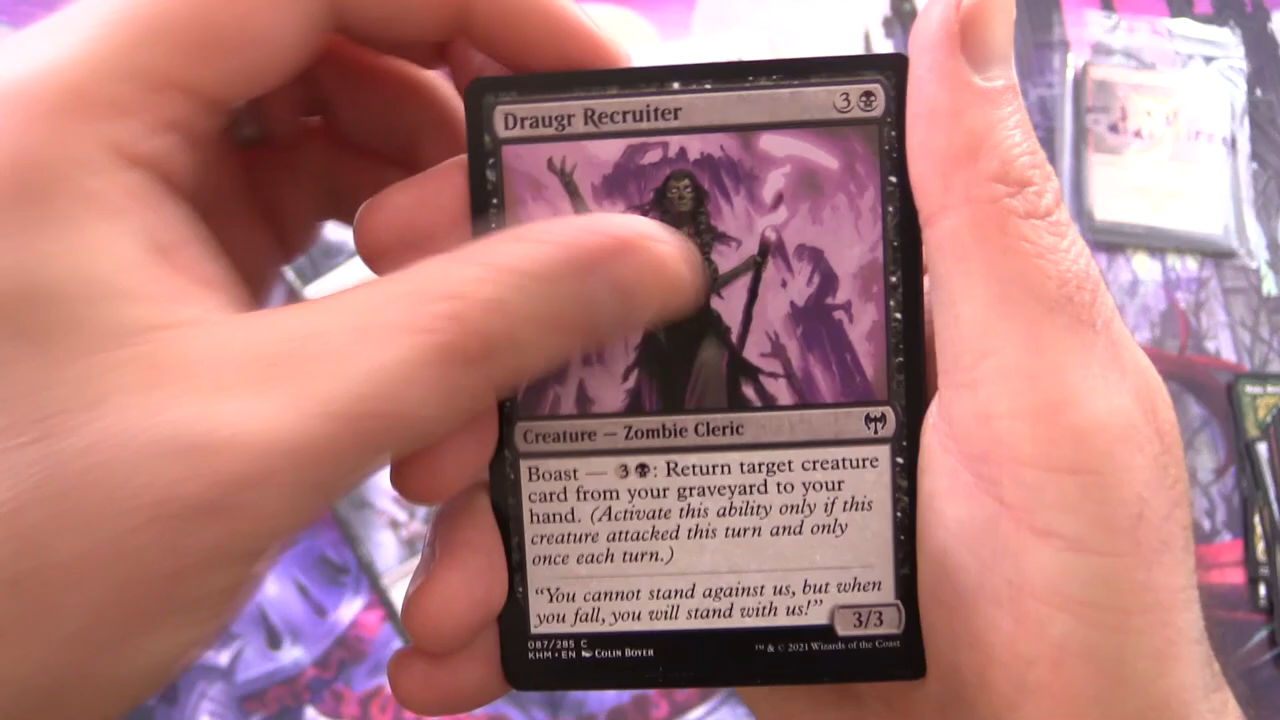 Draugr Recruiter 3
Creature — Zombie Cleric
Boast — 3 : Return target creature
card from your graveyard to your
hand. (Activate this ability only if this
creature attacked this turn and only
once each turn.)
"You cannot stand against us, but when
you fall, you will stand with us!"
3/3
087/285 C
KHM • EN Colin Boyer
™ & © 2021 Wizards of the Coast